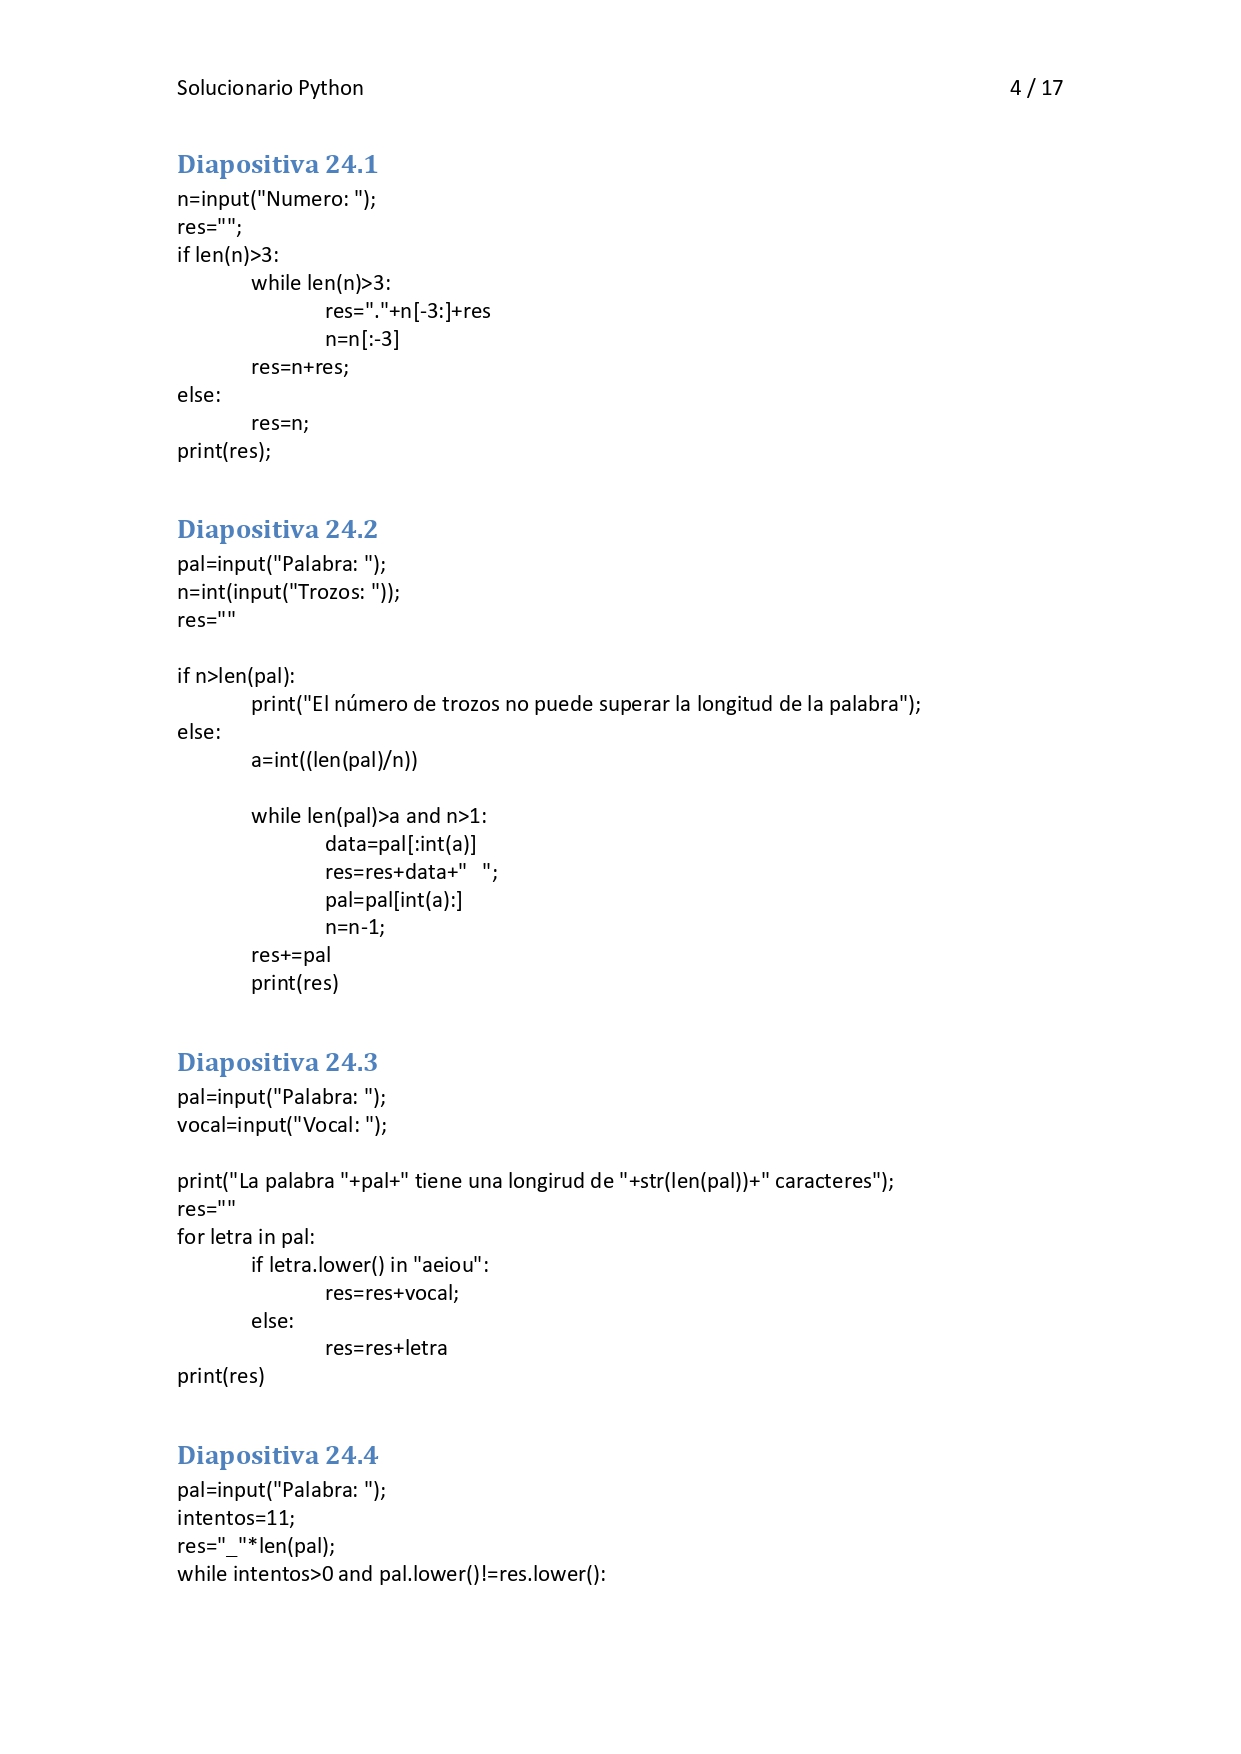 Solucionario Python 4 / 17
Diapositiva 24.1
n=input("Numero: ");
res="";
if len(n)>3:
while len(n)>3:
res="."+n[-3:]+res
n=n[:-3]
res=n+res;
else:
res=n;
print(res);
Diapositiva 24.2
pal=input("Palabra: ");
n=int(input("Trozos: "));
res=""
if n>len(pal):
print("El número de trozos no puede superar la longitud de la palabra");
else:
a=int((len(pal)/n))
while len(pal)>a and n>1:
data=pal[:int(a)]
res=res+data+"   ";
pal=pal[int(a):]
n=n-1;
res+=pal
print(res)
Diapositiva 24.3
pal=input("Palabra: ");
vocal=input("Vocal: ");
print("La palabra "+pal+" tiene una longirud de "+str(len(pal))+" caracteres");
res=""
for letra in pal:
if letra.lower() in "aeiou":
res=res+vocal;
else:
res=res+letra
print(res)
Diapositiva 24.4
pal=input("Palabra: ");
intentos=11;
res="_"*len(pal);
while intentos>0 and pal.lower()!=res.lower():